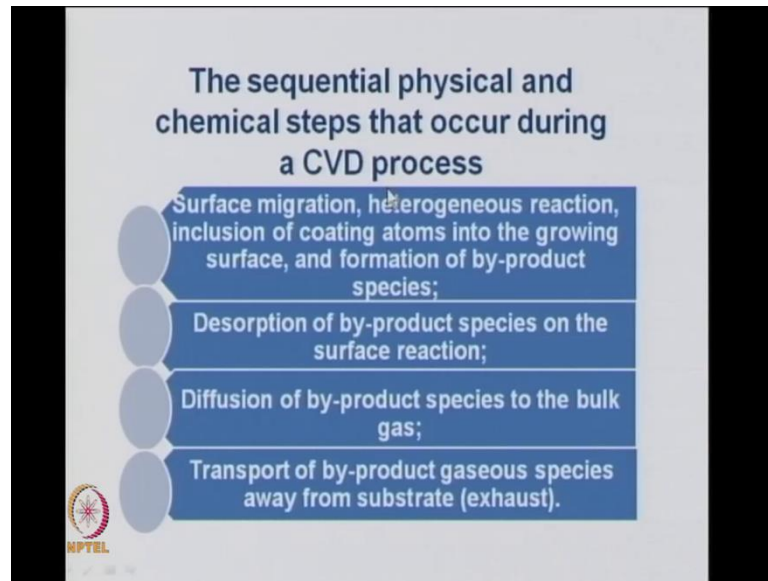 The sequential physical and
chemical steps that occur during
a CVD process
Surface migration, heterogeneous reaction,
inclusion of coating atoms into the growing
surface, and formation of by-product
species;
Desorption of by-product species on the
surface reaction;
Diffusion of by-product species to the bulk
gas;
Transport of by-product gaseous species
away from substrate (exhaust).
NPTEL